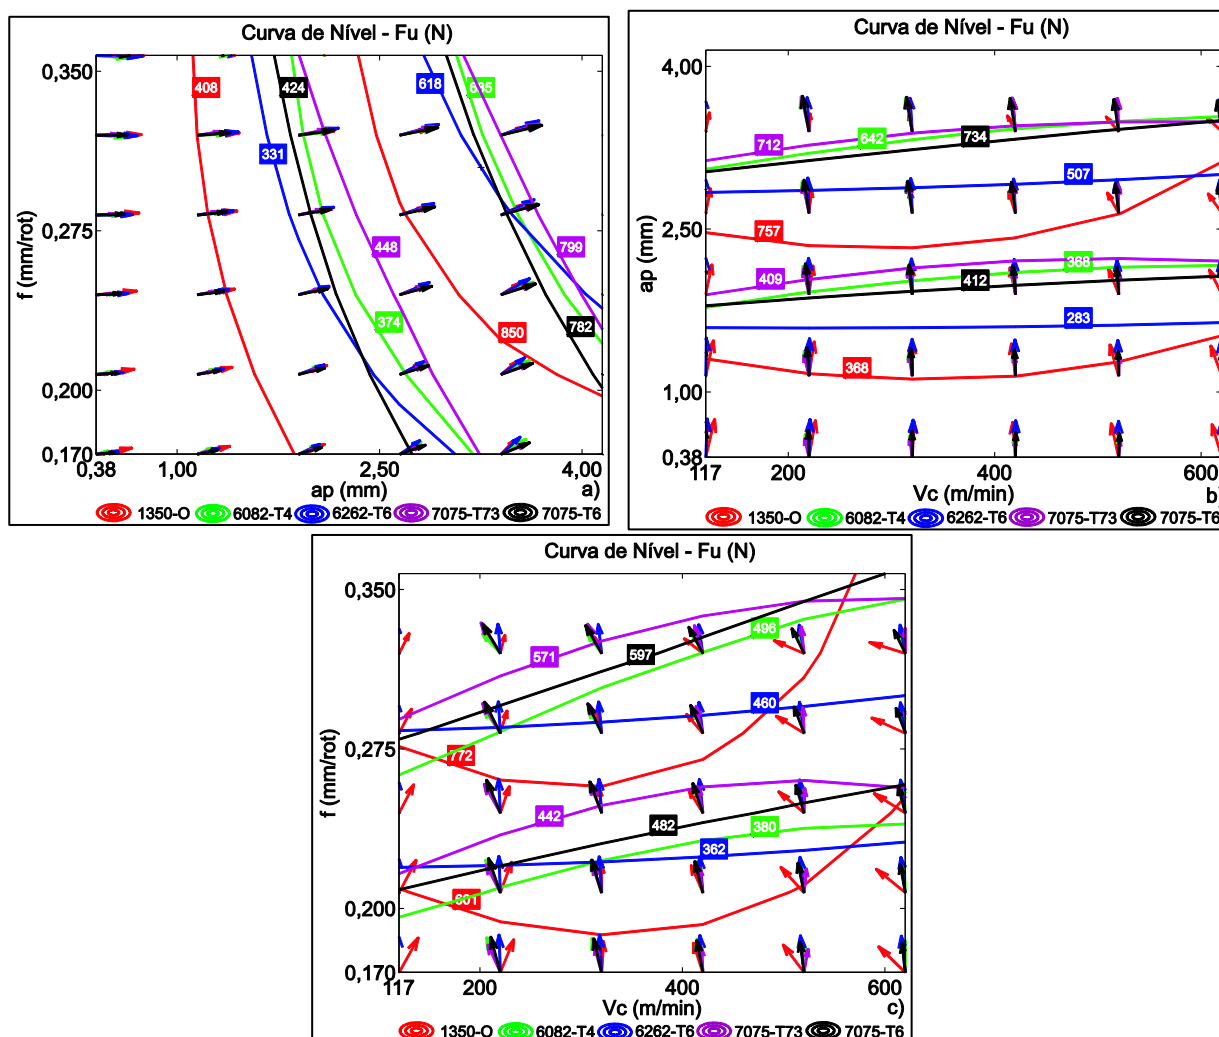 Curva de Nível - Fu (N)
0,350
408
424
618
635
331
f (mm/rot)
0,275
448
799
374
850
782
0,200
0,170
0,38
1,00
2,50
4,00
ap (mm)
a)
1350-O
6082-T4
6262-T6
7075-T73
7075-T6
Curva de Nível - Fu (N)
4,00
712
642
734
507
ap (mm)
2,50
757
409
368
412
283
368
1,00
0,38
117
200
400
600
Vc (m/min)
b
1350-O
6082-T4
6262-T6
7075-T73
7075-T6
Curva de Nível - Fu (N)
0,350
571
597
496
460
f (mm/rot)
0,275
772
442
482
380
362
601
0,200
0,170
117
200
400
600
Vc (m/min)
c)
1350-O
6082-T4
6262-T6
7075-T73
7075-T6